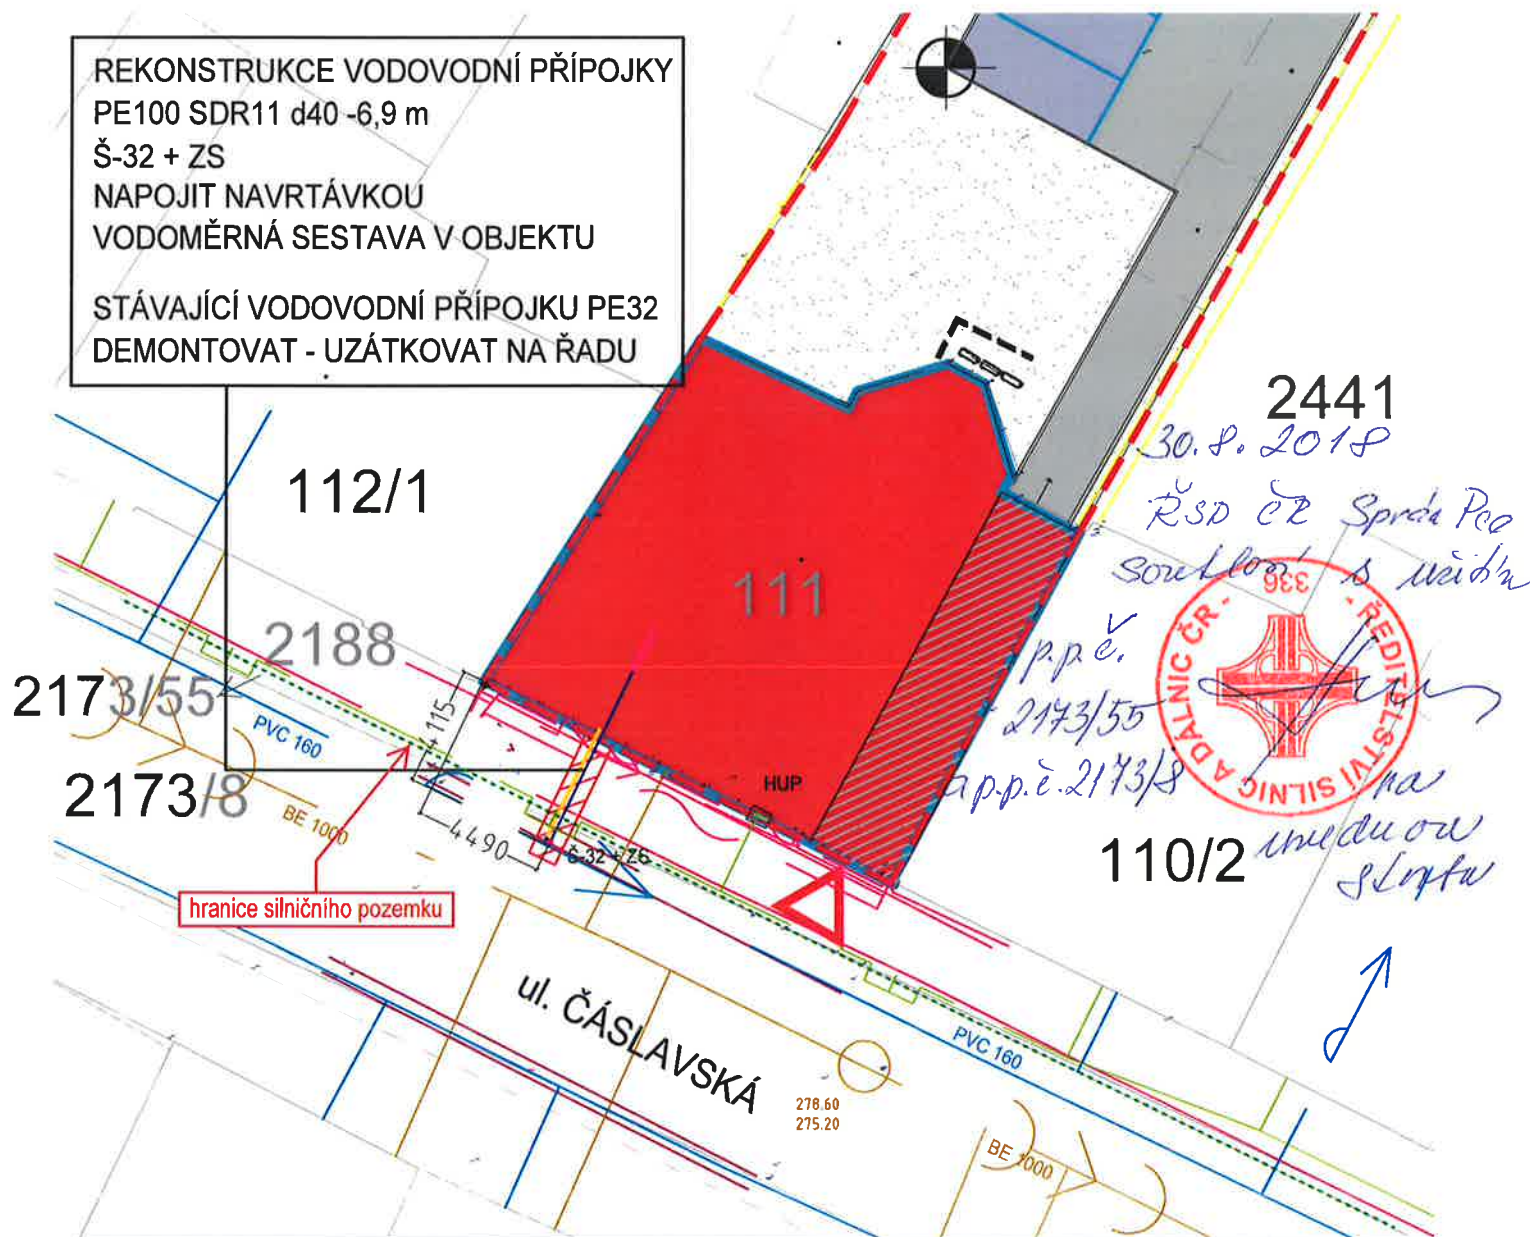 REKONSTRUKCE VODOVODNÍ PŘÍPOJKY
PE100 SDR11 d40 -6,9 m
Š-32 + ZS
NAPOJIT NAVRTÁVKOU
VODOMĚRNÁ SESTAVA V OBJEKTU
STÁVAJÍCÍ VODOVODNÍ PŘÍPOJKU PE32
DEMONTOVAT - UZÁTKOVAT NA ŘADU
2441
30.8.2018
ŘSD ČR Správa
s
p.p.č.
2173/55
a p.p.č. 2173/8
na
336
ŘEDITELSTVÍ SILNIC A DÁLNIC ČR
112/1
111
2188
2173/55
PVC 160
2173/8
BE 1000
115
4490
Š-32 + ZS
HUP
110/2
hranice silničního pozemku
ul. ČÁSLAVSKÁ
278.60
275.20
PVC 160
BE 1000